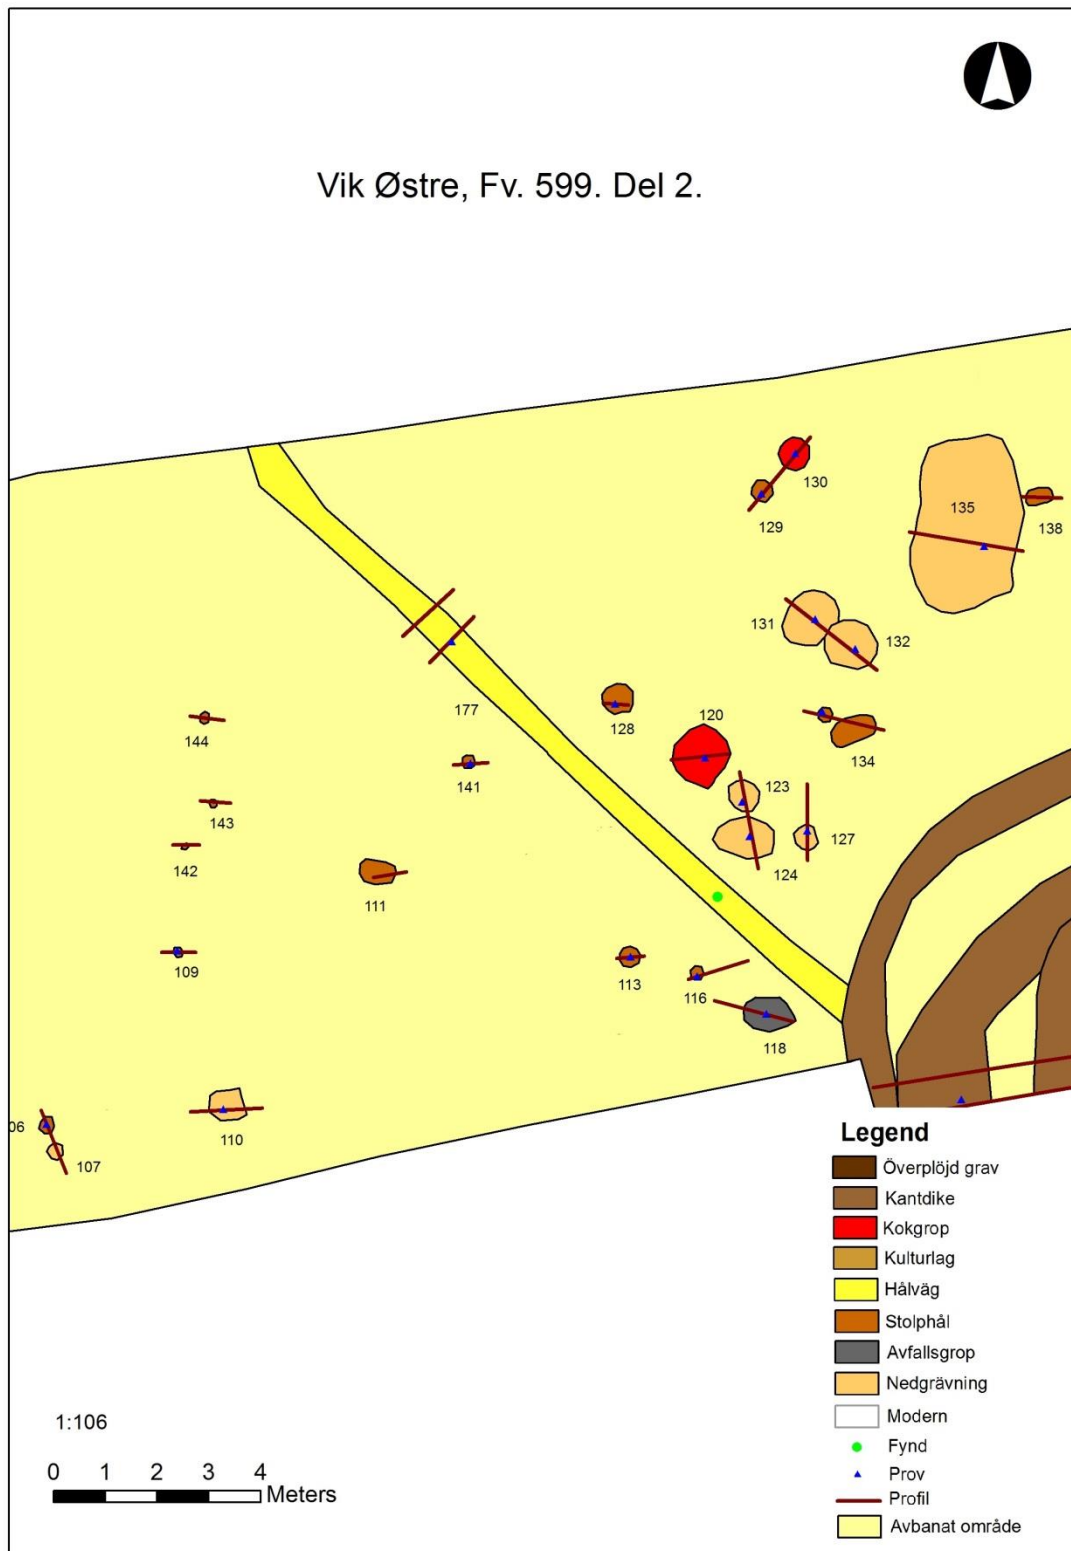 Vik Østre, Fv. 599. Del 2.
130
129
135
138
131
132
177
128
120
134
144
141
123
143
127
142
124
111
109
113
116
118
06
107
110
Legend
Överplöjd grav
Kantdike
Kokgrop
Kulturlag
Hålväg
Stolphål
Avfallsgrop
Nedgrävning
Modern
Fynd
Prov
Profil
Avbanat område
1:106
0 1 2 3 4
Meters